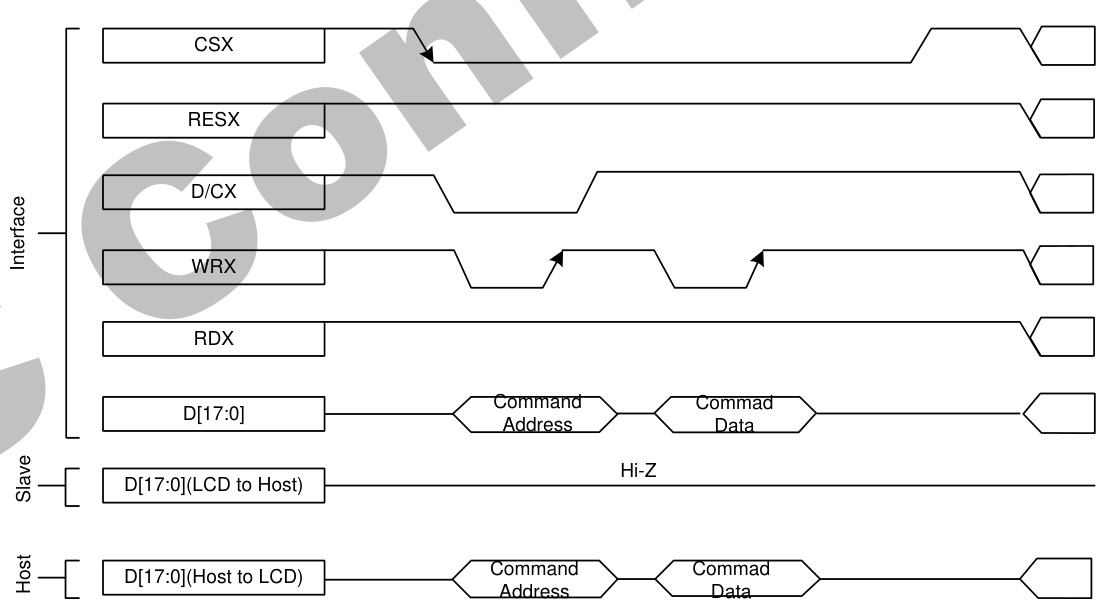 Interface
CSX
RESX
D/CX
WRX
RDX
D[17:0]
Command
Address
Commad
Data
Slave
D[17:0](LCD to Host)
Hi-Z
Host
D[17:0](Host to LCD)
Command
Address
Commad
Data